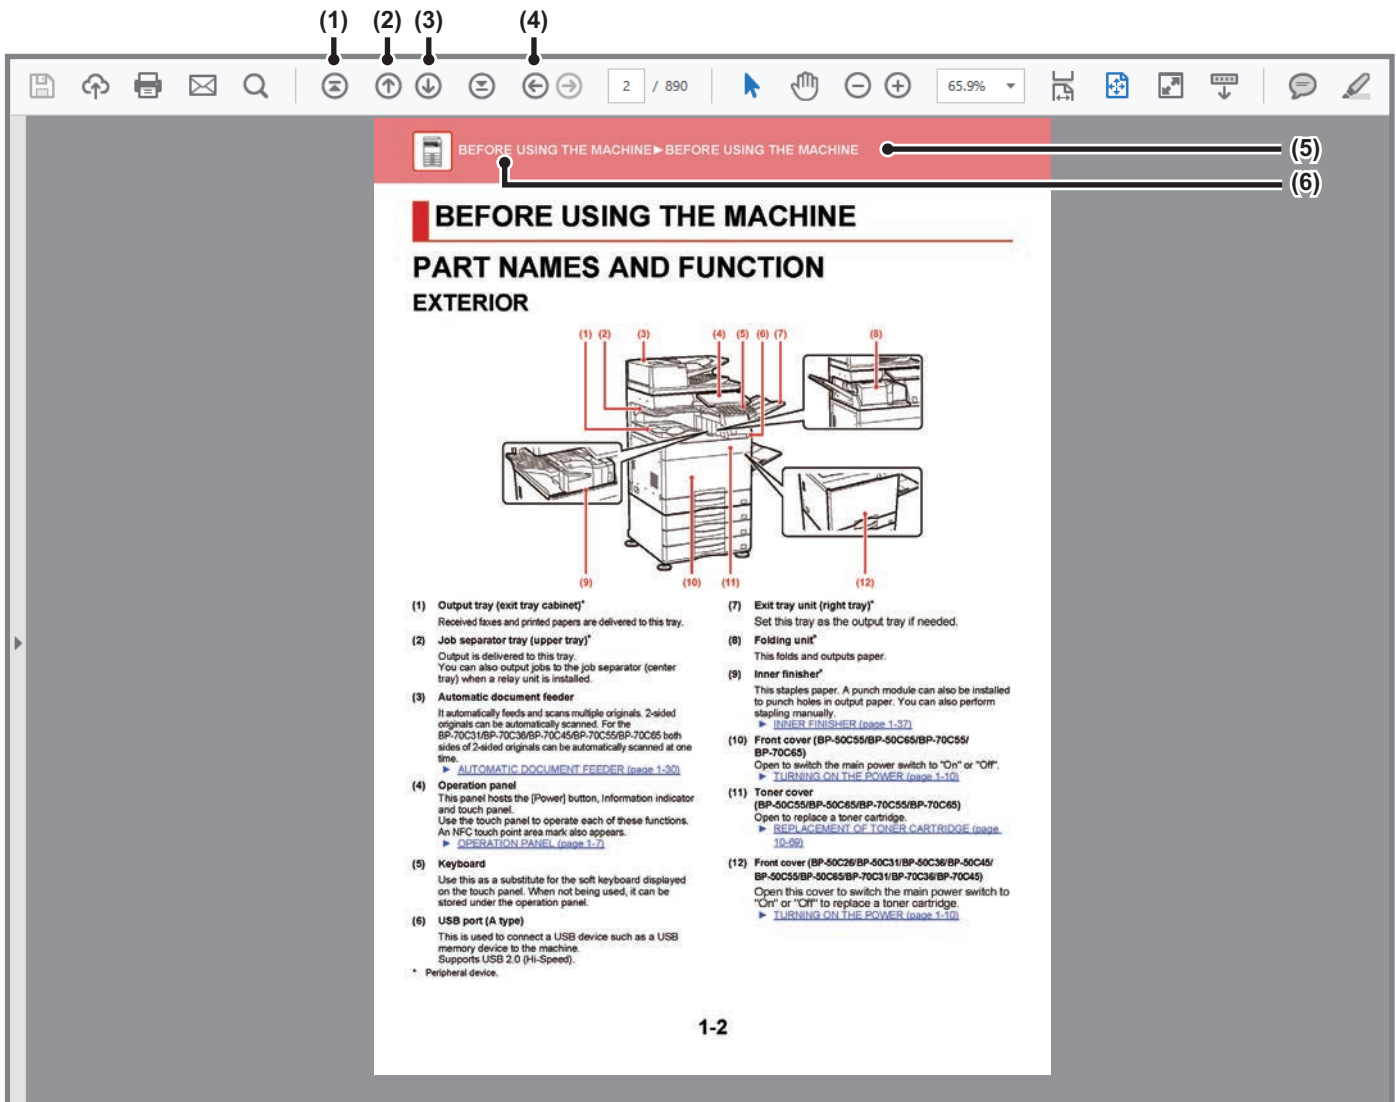 (1) (2) (3) (4)
2 / 890 65.9%
BEFORE USING THE MACHINE►BEFORE USING THE MACHINE
(5)
(6)
BEFORE USING THE MACHINE
PART NAMES AND FUNCTION
EXTERIOR
(1) (2) (3) (4) (5) (6) (7) (8)
(9) (10) (11) (12)
(1) Output tray (exit tray cabinet)*
Received faxes and printed papers are delivered to this tray.
(2) Job separator tray (upper tray)*
Output is delivered to this tray.
You can also output jobs to the job separator (center
tray) when a relay unit is installed.
(3) Automatic document feeder
It automatically feeds and scans multiple originals. 2-sided
originals can be automatically scanned. For the
BP-70C31/BP-70C36/BP-70C45/BP-70C55/BP-70C65 both
sides of 2-sided originals can be automatically scanned at one
time.
► AUTOMATIC DOCUMENT FEEDER (page 1-30)
(4) Operation panel
This panel hosts the [Power] button, Information indicator
and touch panel.
Use the touch panel to operate each of these functions.
An NFC touch point area mark also appears.
► OPERATION PANEL (page 1-7)
(5) Keyboard
Use this as a substitute for the soft keyboard displayed
on the touch panel. When not being used, it can be
stored under the operation panel.
(6) USB port (A type)
This is used to connect a USB device such as a USB
memory device to the machine.
Supports USB 2.0 (Hi-Speed).
* Peripheral device.
(7) Exit tray unit (right tray)*
Set this tray as the output tray if needed.
(8) Folding unit*
This folds and outputs paper.
(9) Inner finisher*
This staples paper. A punch module can also be installed
to punch holes in output paper. You can also perform
stapling manually.
► INNER FINISHER (page 1-37)
(10) Front cover (BP-50C55/BP-50C65/BP-70C55/
BP-70C65)
Open to switch the main power switch to "On" or "Off".
► TURNING ON THE POWER (page 1-10)
(11) Toner cover
(BP-50C55/BP-50C65/BP-70C55/BP-70C65)
Open to replace a toner cartridge.
► REPLACEMENT OF TONER CARTRIDGE (page
10-69)
(12) Front cover (BP-50C26/BP-50C31/BP-50C36/BP-50C45/
BP-50C55/BP-50C65/BP-70C31/BP-70C36/BP-70C45)
Open this cover to switch the main power switch to
"On" or "Off" to replace a toner cartridge.
► TURNING ON THE POWER (page 1-10)
1-2